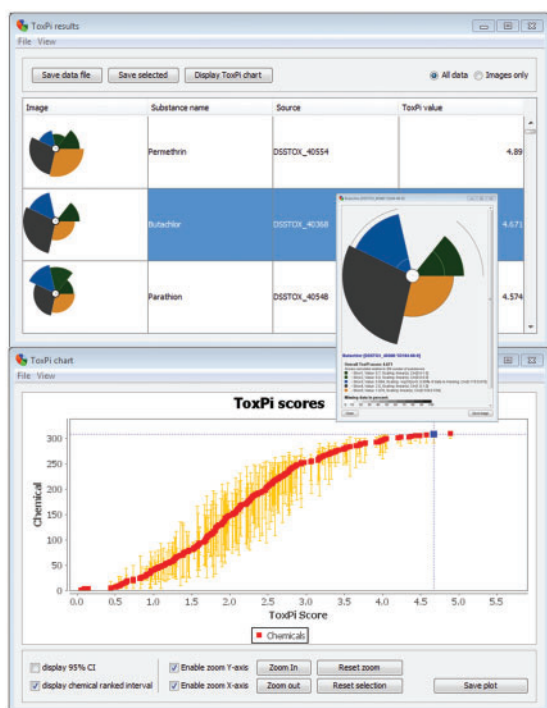 ToxPi results
File View
Save data file Save selected Display ToxPi chart All data Images only
Image Substance name Source ToxPi value
Permethrin DSSTOX_40554 4.89
Butachlor DSSTOX_40368 4.671
Parathion DSSTOX_40548 4.574
Missing data in percent
ToxPi chart
File View
ToxPi scores
Chemical
300
250
200
150
100
50
0
0.0 0.5 1.0 1.5 2.0 2.5 3.0 3.5 4.0 4.5 5.0 5.5
ToxPi Score
Chemicals
display 95% CI Enable zoom Y-axis Zoom In Reset zoom
display chemical ranked interval Enable zoom X-axis Zoom out Reset selection Save plot